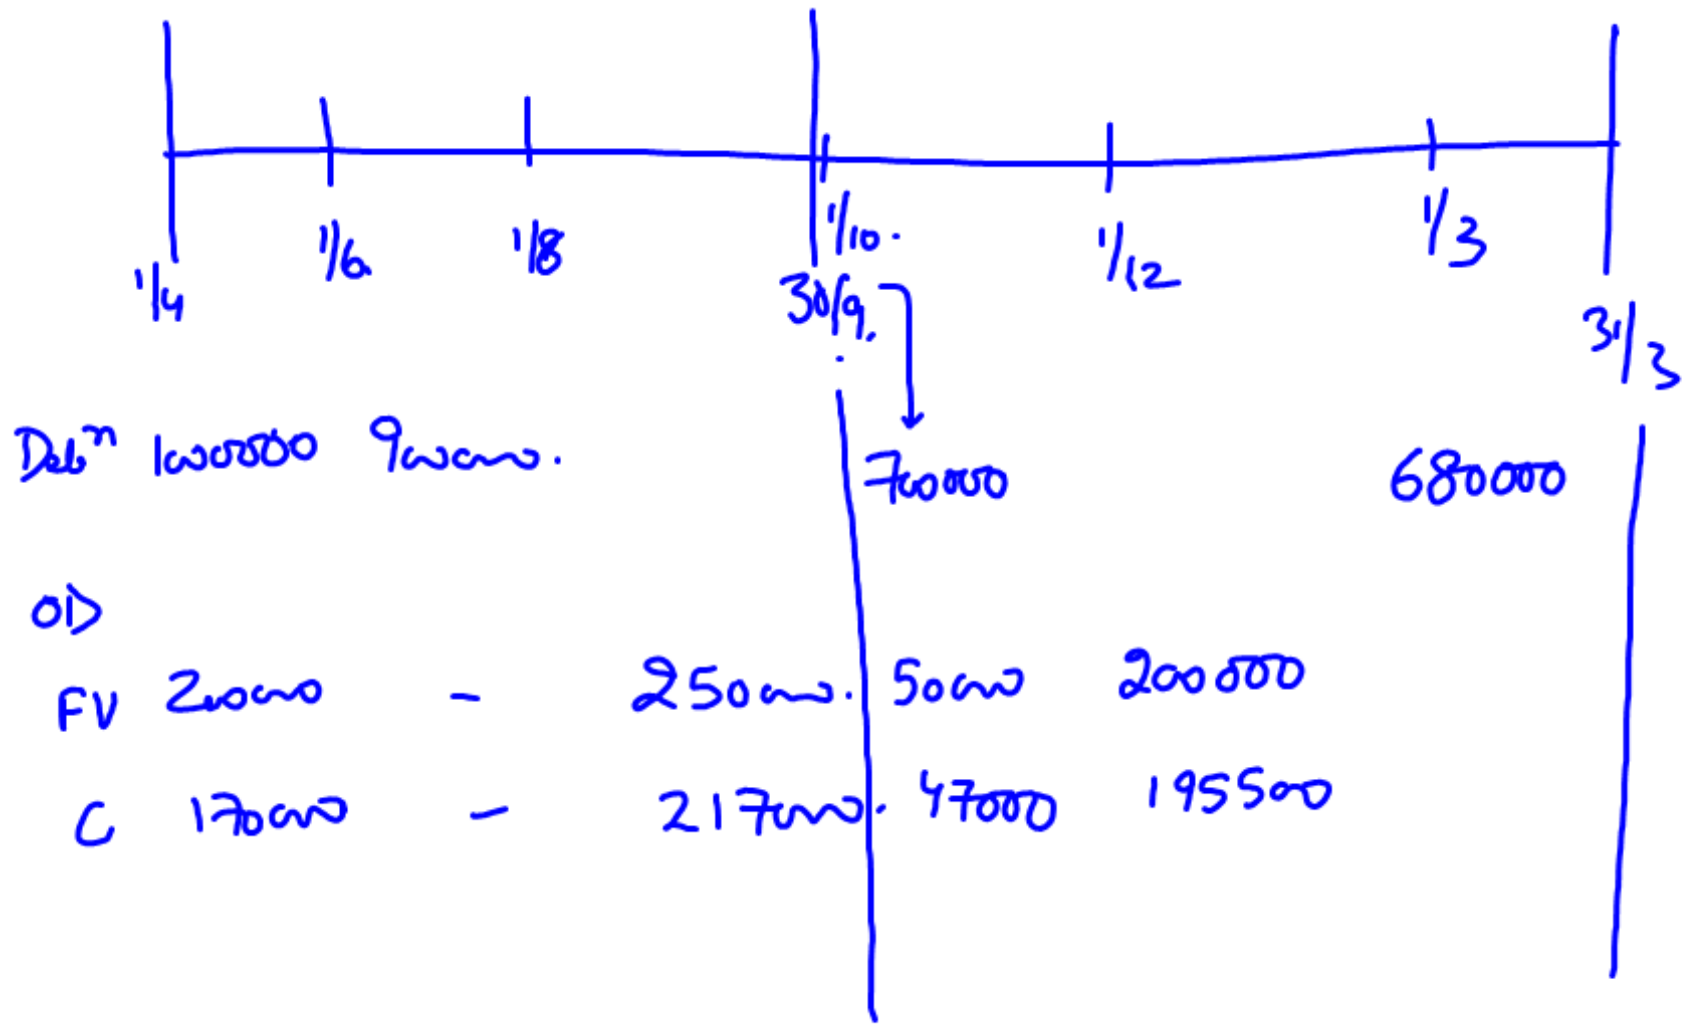 1/4 1/6 1/8 1/10. 1/12 1/3
30/9. 31/3
Debⁿ 1000000 900000. 700000 680000
OD
FV 200000 - 250000. 50000 200000
C 170000 - 217000. 47000 195500